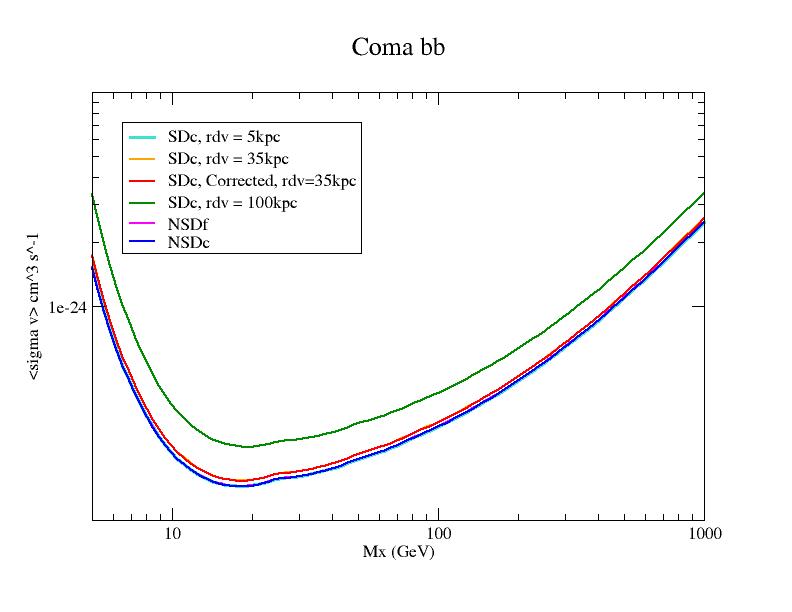 Coma bb
SDc, rdv = 5kpc
SDc, rdv = 35kpc
SDc, Corrected, rdv=35kpc
SDc, rdv = 100kpc
NSDf
NSDc
<sigma v> cm^3 s^-1
1e-24
10
100
1000
Mx (GeV)